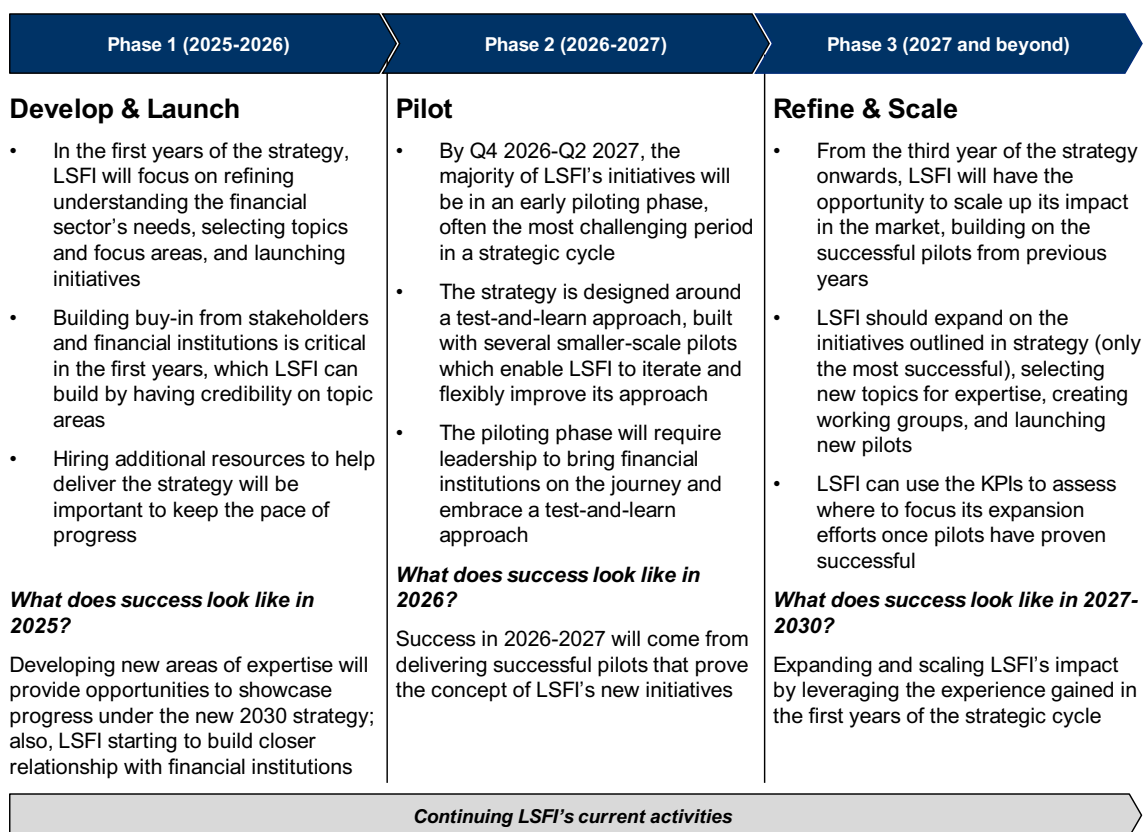 Phase 1 (2025-2026)
Phase 2 (2026-2027)
Phase 3 (2027 and beyond)
Develop & Launch
• In the first years of the strategy,
LSFI will focus on refining
understanding the financial
sector's needs, selecting topics
and focus areas, and launching
initiatives
• Building buy-in from stakeholders
and financial institutions is critical
in the first years, which LSFI can
build by having credibility on topic
areas
• Hiring additional resources to help
deliver the strategy will be
important to keep the pace of
progress
What does success look like in
2025?
Developing new areas of expertise will
provide opportunities to showcase
progress under the new 2030 strategy;
also, LSFI starting to build closer
relationship with financial institutions
Pilot
• By Q4 2026-Q2 2027, the
majority of LSFI's initiatives will
be in an early piloting phase,
often the most challenging period
in a strategic cycle
• The strategy is designed around
a test-and-learn approach, built
with several smaller-scale pilots
which enable LSFI to iterate and
flexibly improve its approach
• The piloting phase will require
leadership to bring financial
institutions on the journey and
embrace a test-and-learn
approach
What does success look like in
2026?
Success in 2026-2027 will come from
delivering successful pilots that prove
the concept of LSFI's new initiatives
Refine & Scale
• From the third year of the strategy
onwards, LSFI will have the
opportunity to scale up its impact
in the market, building on the
successful pilots from previous
years
• LSFI should expand on the
initiatives outlined in strategy (only
the most successful), selecting
new topics for expertise, creating
working groups, and launching
new pilots
• LSFI can use the KPIs to assess
where to focus its expansion
efforts once pilots have proven
successful
What does success look like in 2027-
2030?
Expanding and scaling LSFI's impact
by leveraging the experience gained in
the first years of the strategic cycle
Continuing LSFI's current activities